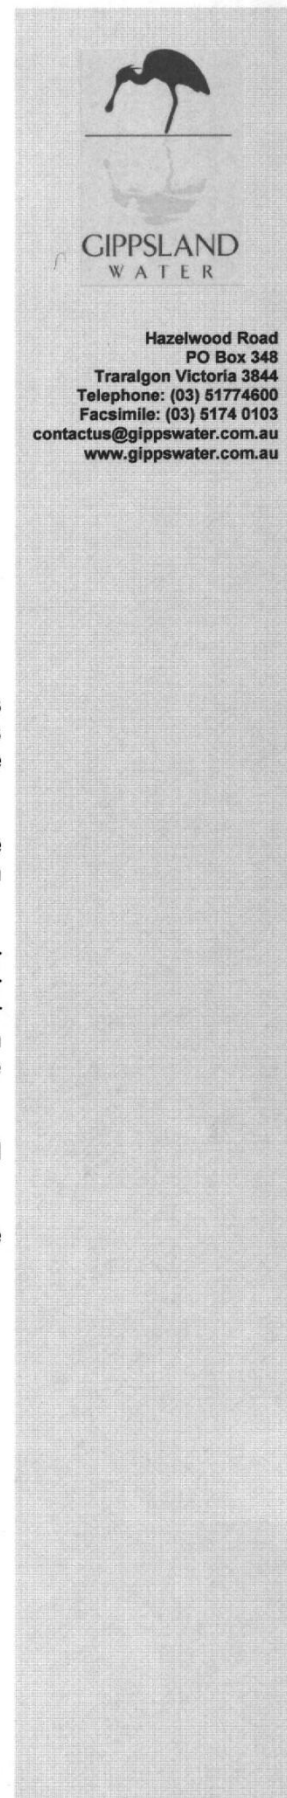 GIPPSLAND
WATER
Hazelwood Road
PO Box 348
Traralgon Victoria 3844
Telephone: (03) 51774600
Facsimile: (03) 5174 0103
contactus@gippswater.com.au
www.gippswater.com.au